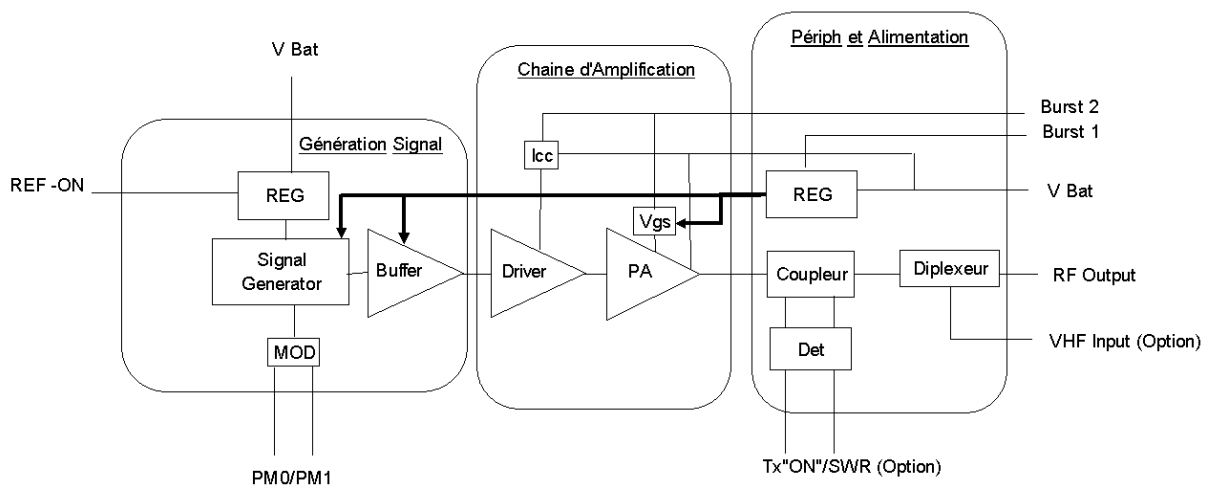 Périph et Alimentation
V Bat
Chaine d'Amplification
Burst 2
Burst 1
Génération Signal
Icc
REF -ON
REG
REG
V Bat
Vgs
Signal
Generator
Buffer
Driver
PA
Coupleur
Diplexeur
RF Output
MOD
Det
VHF Input (Option)
PM0/PM1
Tx"ON"/SWR (Option)